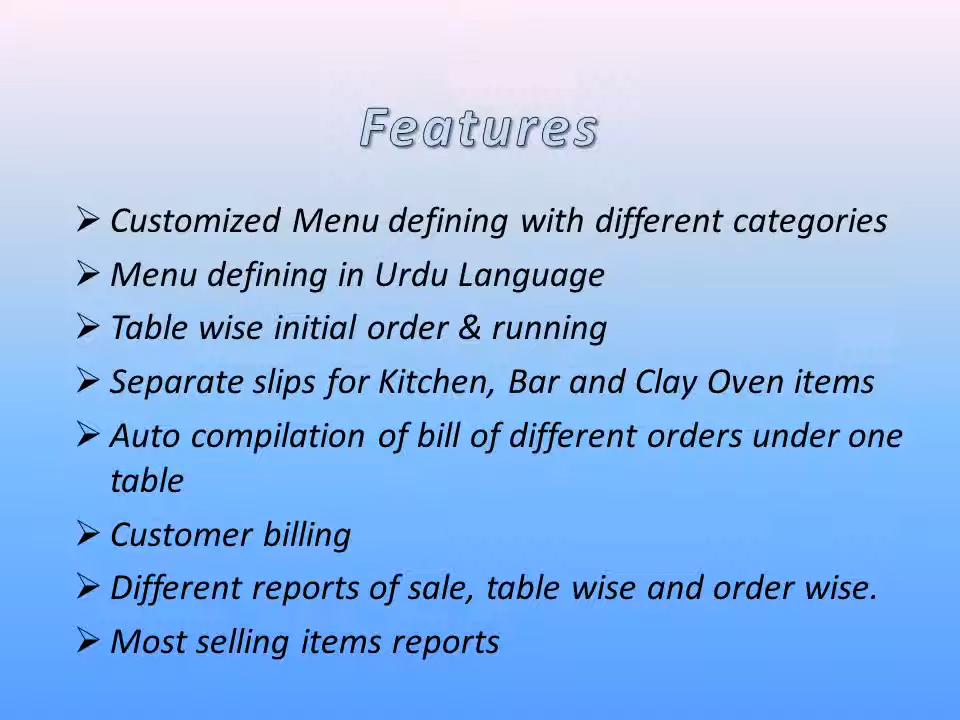 Features
➢ Customized Menu defining with different categories
➢ Menu defining in Urdu Language
➢ Table wise initial order & running
➢ Separate slips for Kitchen, Bar and Clay Oven items
➢ Auto compilation of bill of different orders under one
table
➢ Customer billing
➢ Different reports of sale, table wise and order wise.
➢ Most selling items reports